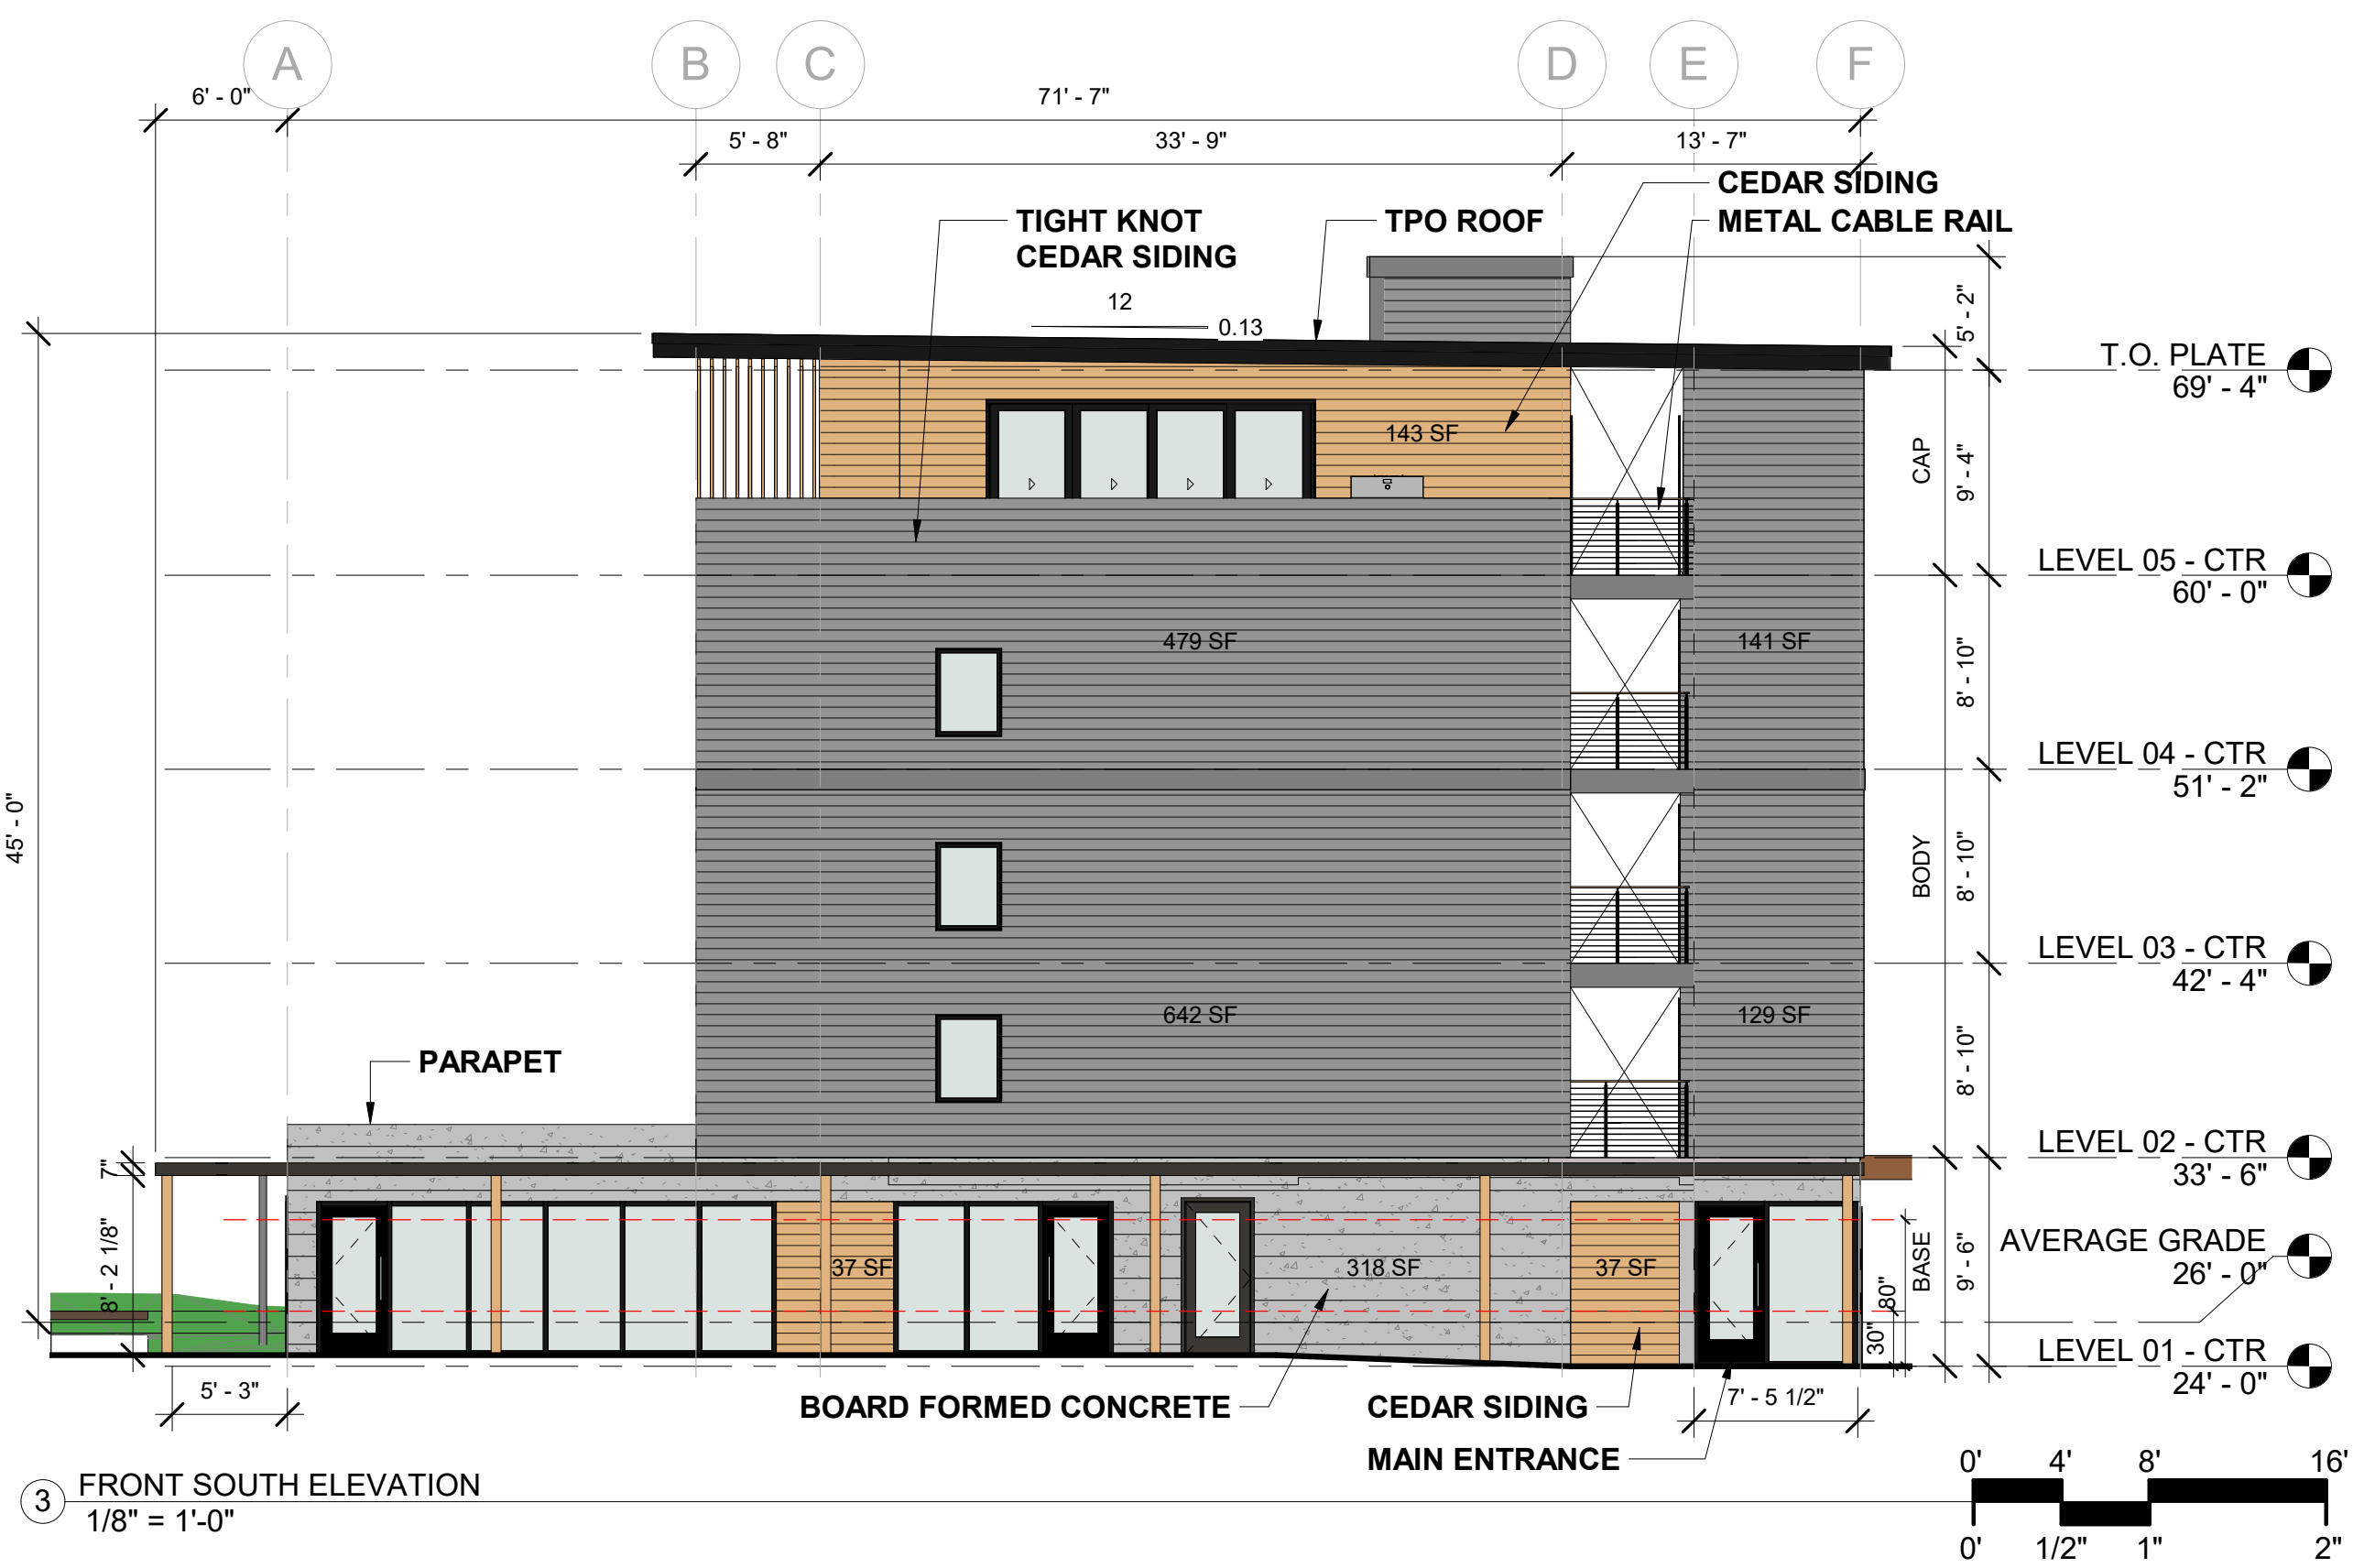 A B C D E F
6' - 0" 71' - 7"
5' - 8" 33' - 9" 13' - 7"
CEDAR SIDING
TIGHT KNOT
CEDAR SIDING
TPO ROOF
METAL CABLE RAIL
12
0.13
5' - 2"
T.O. PLATE
69' - 4"
143 SF
CAP
9' - 4"
LEVEL 05 - CTR
60' - 0"
479 SF
141 SF
8' - 10"
LEVEL 04 - CTR
51' - 2"
45' - 0"
BODY
8' - 10"
LEVEL 03 - CTR
42' - 4"
642 SF
129 SF
8' - 10"
PARAPET
LEVEL 02 - CTR
33' - 6"
7"
8' - 2 1/8"
37 SF
318 SF
37 SF
BASE
9' - 6"
80"
30"
AVERAGE GRADE
26' - 0"
LEVEL 01 - CTR
24' - 0"
5' - 3"
BOARD FORMED CONCRETE
CEDAR SIDING
7' - 5 1/2"
MAIN ENTRANCE
3
FRONT SOUTH ELEVATION
1/8" = 1'-0"
0' 4' 8' 16'
0' 1/2" 1" 2"